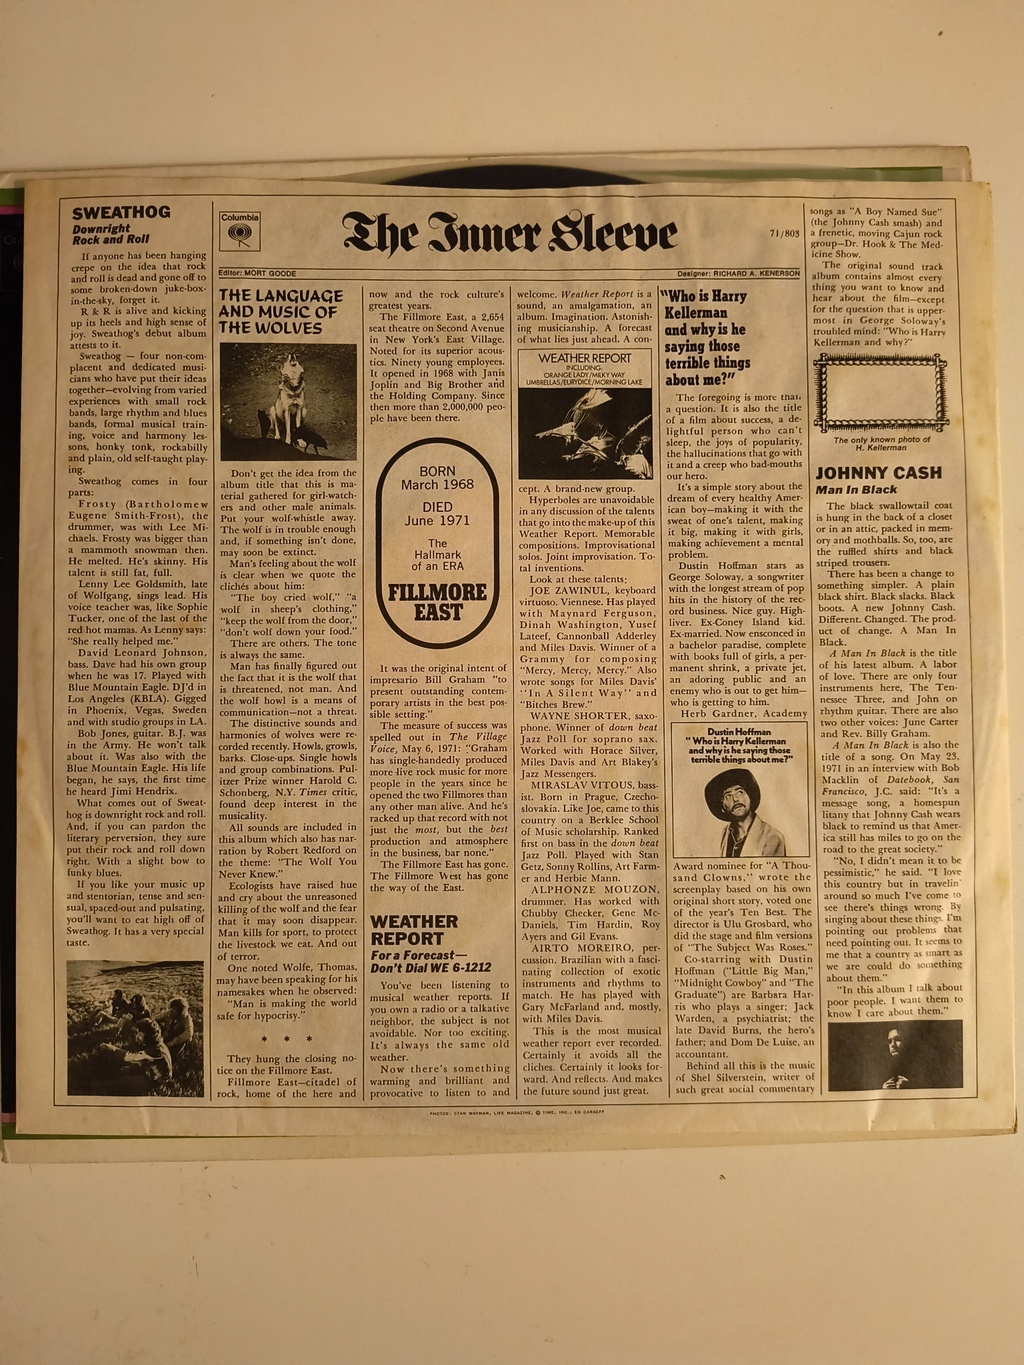 SWEATHOG
Downright
Rock and Roll
If anyone has been hanging
crepe on the idea that rock
and roll is dead and gone off to
some broken-down juke-box-
in-the-sky, forget it.
R & R is alive and kicking
up its heels and high sense of
joy. Sweathog's debut album
attests to it.
Sweathog — four non-com-
placent and dedicated musi-
cians who have put their ideas
together—evolving from varied
experiences with small rock
bands, large rhythm and blues
bands, formal musical train-
ing, voice and harmony les-
sons, honky tonk, rockabilly
and plain, old self-taught play-
ing.
Sweathog comes in four
parts:
Frosty (Bartholomew
Eugene Smith-Frost), the
drummer, was with Lee Mi-
chaels. Frosty was bigger than
a mammoth snowman then.
He melted. He's skinny. His
talent is still fat, full.
Lenny Lee Goldsmith, late
of Wolfgang, sings lead. His
voice teacher was, like Sophie
Tucker, one of the last of the
red hot mamas. As Lenny says:
"She really helped me."
David Leonard Johnson,
bass. Dave had his own group
when he was 17. Played with
Blue Mountain Eagle. DJ'd in
Los Angeles (KBLA). Gigged
in Phoenix, Vegas, Sweden
and with studio groups in LA.
Bob Jones, guitar. B.J. was
in the Army. He won't talk
about it. Was also with the
Blue Mountain Eagle. His life
began, he says, the first time
he heard Jimi Hendrix.
What comes out of Sweat-
hog is downright rock and roll.
And, if you can pardon the
literary perversion, they sure
put their rock and roll down
right. With a slight bow to
funky blues.
If you like your music up
and sentorian, tense and sen-
sual, spaced-out and pulsating,
you'll want to eat high off of
Sweathog. It has a very special
taste.
Columbia
The Inner Sleeve
71/803
Editor: MORT GOODE
Designer: RICHARD A. KENERSON
THE LANGUAGE
AND MUSIC OF
THE WOLVES
Don't get the idea from the
album title that this is ma-
terial gathered for girl-watch-
ers and other male animals.
Put your wolf-whistle away.
The wolf is in trouble enough
and, if something isn't done,
may soon be extinct.
Man's feeling about the wolf
is clear when we quote the
clichés about him:
"The boy cried wolf," "a
wolf in sheep's clothing,"
"keep the wolf from the door,"
"don't wolf down your food."
There are others. The tone
is always the same.
Man has finally figured out
the fact that it is the wolf that
is threatened, not man. And
the wolf howl is a means of
communication—not a threat.
The distinctive sounds and
harmonies of wolves were re-
corded recently. Howls, growls,
barks. Close-ups. Single howls
and group combinations. Pul-
itzer Prize winner Harold C.
Schonberg, N.Y. Times critic,
found deep interest in the
musicality.
All sounds are included in
this album which also has nar-
ration by Robert Redford on
the theme: "The Wolf You
Never Knew."
Ecologists have raised hue
and cry about the unreasoned
killing of the wolf and the fear
that it may soon disappear.
Man kills for sport, to protect
the livestock we eat. And out
of terror.
One noted Wolfe, Thomas,
may have been speaking for his
namesakes when he observed:
"Man is making the world
safe for hypocrisy."
* * *
They hung the closing no-
tice on the Fillmore East.
Fillmore East—citadel of
rock, home of the here and
now and the rock culture's
greatest years.
The Fillmore East, a 2,654
seat theatre on Second Avenue
in New York's East Village.
Noted for its superior acous-
tics. Ninety young employees.
It opened in 1968 with Janis
Joplin and Big Brother and
the Holding Company. Since
then more than 2,000,000 peo-
ple have been there.
BORN
March 1968
DIED
June 1971
The
Hallmark
of an ERA
FILLMORE
EAST
It was the original intent of
impresario Bill Graham "to
present outstanding contem-
porary artists in the best pos-
sible setting."
The measure of success was
spelled out in The Village
Voice, May 6, 1971: "Graham
has single-handedly produced
more live rock music for more
people in the years since he
opened the two Fillmores than
any other man alive. And he's
racked up that record with not
just the most, but the best
production and atmosphere
in the business, bar none."
The Fillmore East has gone.
The Fillmore West has gone
the way of the East.
WEATHER
REPORT
For a Forecast—
Don't Dial WE 6-1212
You've been listening to
musical weather reports. If
you own a radio or a talkative
neighbor, the subject is not
avoidable. Nor too exciting.
It's always the same old
weather.
Now there's something
warming and brilliant and
provocative to listen to and
welcome. Weather Report is a
sound, an amalgamation, an
album. Imagination. Astonish-
ing musicianship. A forecast
of what lies just ahead. A con-
WEATHER REPORT
INCLUDING:
ORANGE LADY/MILKY WAY
UMBRELLAS/EURYDICE/MORNING LAKE
cept. A brand-new group.
Hyperboles are unavoidable
in any discussion of the talents
that go into the make-up of this
Weather Report. Memorable
compositions. Improvisational
solos. Joint improvisation. To-
tal inventions.
Look at these talents:
JOE ZAWINUL, keyboard
virtuoso. Viennese. Has played
with Maynard Ferguson,
Dinah Washington, Yusef
Lateef, Cannonball Adderley
and Miles Davis. Winner of a
Grammy for composing
"Mercy, Mercy, Mercy." Also
wrote songs for Miles Davis'
"In A Silent Way" and
"Bitches Brew."
WAYNE SHORTER, saxo-
phone. Winner of down beat
Jazz Poll for soprano sax.
Worked with Horace Silver,
Miles Davis and Art Blakey's
Jazz Messengers.
MIRASLAV VITOUS, bass-
ist. Born in Prague, Czecho-
slovakia. Like Joe, came to this
country on a Berklee School
of Music scholarship. Ranked
first on bass in the down beat
Jazz Poll. Played with Stan
Getz, Sonny Rollins, Art Farm-
er and Herbie Mann.
ALPHONZE MOUZON,
drummer. Has worked with
Chubby Checker, Gene Mc-
Daniels, Tim Hardin, Roy
Ayers and Gil Evans.
AIRTO MOREIRO, per-
cussion. Brazilian with a fasci-
nating collection of exotic
instruments and rhythms to
match. He has played with
Gary McFarland and, mostly,
with Miles Davis.
This is the most musical
weather report ever recorded.
Certainly it avoids all the
cliches. Certainly it looks for-
ward. And reflects. And makes
the future sound just great.
"Who is Harry
Kellerman
and why is he
saying those
terrible things
about me?"
The foregoing is more than
a question. It is also the title
of a film about success, a de-
lightful person who can't
sleep, the joys of popularity,
the hallucinations that go with
it and a creep who bad-mouths
our hero.
It's a simple story about the
dream of every healthy Amer-
ican boy—making it with the
sweat of one's talent, making
it big, making it with girls,
making achievement a mental
problem.
Dustin Hoffman stars as
George Soloway, a songwriter
with the longest stream of pop
hits in the history of the rec-
ord business. Nice guy. High-
liver. Ex-Coney Island kid.
Ex-married. Now ensconced in
a bachelor paradise, complete
with books full of girls, a per-
manent shrink, a private jet,
an adoring public and an
enemy who is out to get him—
who is getting to him.
Herb Gardner, Academy
Dustin Hoffman
"Who is Harry Kellerman
and why is he saying those
terrible things about me?"
Award nominee for "A Thou-
sand Clowns," wrote the
screenplay based on his own
original short story, voted one
of the year's Ten Best. The
director is Ulu Grosbard, who
did the stage and film versions
of "The Subject Was Roses."
Co-starring with Dustin
Hoffman ("Little Big Man,"
"Midnight Cowboy" and "The
Graduate") are Barbara Har-
ris who plays a singer; Jack
Warden, a psychiatrist; the
late David Burns, the hero's
father; and Dom De Luise, an
accountant.
Behind all this is the music
of Shel Silverstein, writer of
such great social commentary
songs as "A Boy Named Sue"
(the Johnny Cash smash) and
a frenetic, moving Cajun rock
group—Dr. Hook & The Med-
icine Show.
The original sound track
album contains almost every-
thing you want to know and
hear about the film—except
for the question that is upper-
most in George Soloway's
troubled mind: "Who is Harry
Kellerman and why?"
The only known photo of
H. Kellerman
JOHNNY CASH
Man In Black
The black swallowtail coat
is hung in the back of a closet
or in an attic, packed in mem-
ory and mothballs. So, too, are
the ruffled shirts and black
striped trousers.
There has been a change to
something simpler. A plain
black shirt. Black slacks. Black
boots. A new Johnny Cash.
Different. Changed. The prod-
uct of change. A Man In
Black.
A Man In Black is the title
of his latest album. A labor
of love. There are only four
instruments here, The Ten-
nessee Three, and John on
rhythm guitar. There are also
two other voices: June Carter
and Rev. Billy Graham.
A Man In Black is also the
title of a song. On May 23,
1971 in an interview with Bob
Macklin of Datebook, San
Francisco, J.C. said: "It's a
message song, a homespun
litany that Johnny Cash wears
black to remind us that Amer-
ica still has miles to go on the
road to the great society."
"No, I didn't mean it to be
pessimistic," he said. "I love
this country but in travelin'
around so much I've come to
see there's things wrong. By
singing about these things, I'm
pointing out problems that
need pointing out. It seems to
me that a country as smart as
we are could do something
about them."
"In this album I talk about
poor people. I want them to
know I care about them."
PHOTOS: STAN WAYMAN, LIFE MAGAZINE, © TIME, INC.; ED CARAEFF